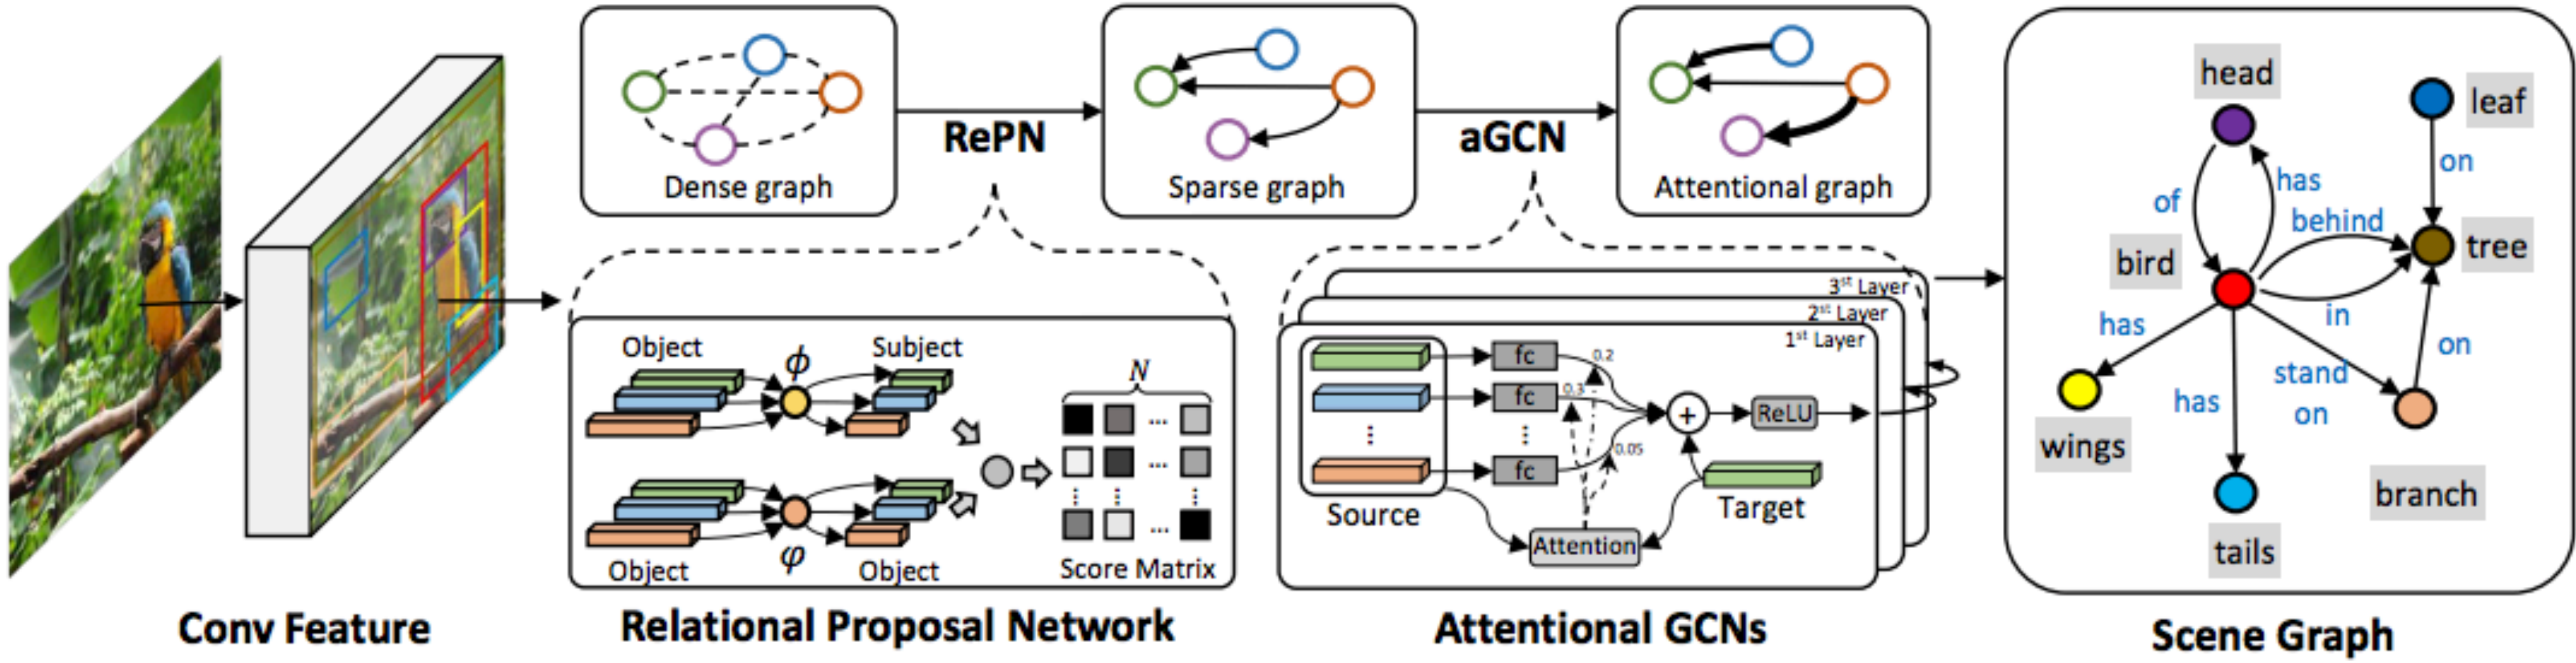 Dense graph
RePN
Sparse graph
aGCN
Attentional graph
Object
ϕ
Subject
N
Object
φ
Object
Score Matrix
3st Layer
2st Layer
1st Layer
fc
0.2
fc
0.3
fc
0.05
+
ReLU
Source
Target
Attention
head
leaf
on
has
of
behind
bird
tree
in
has
on
stand
on
has
wings
branch
tails
Conv Feature
Relational Proposal Network
Attentional GCNs
Scene Graph